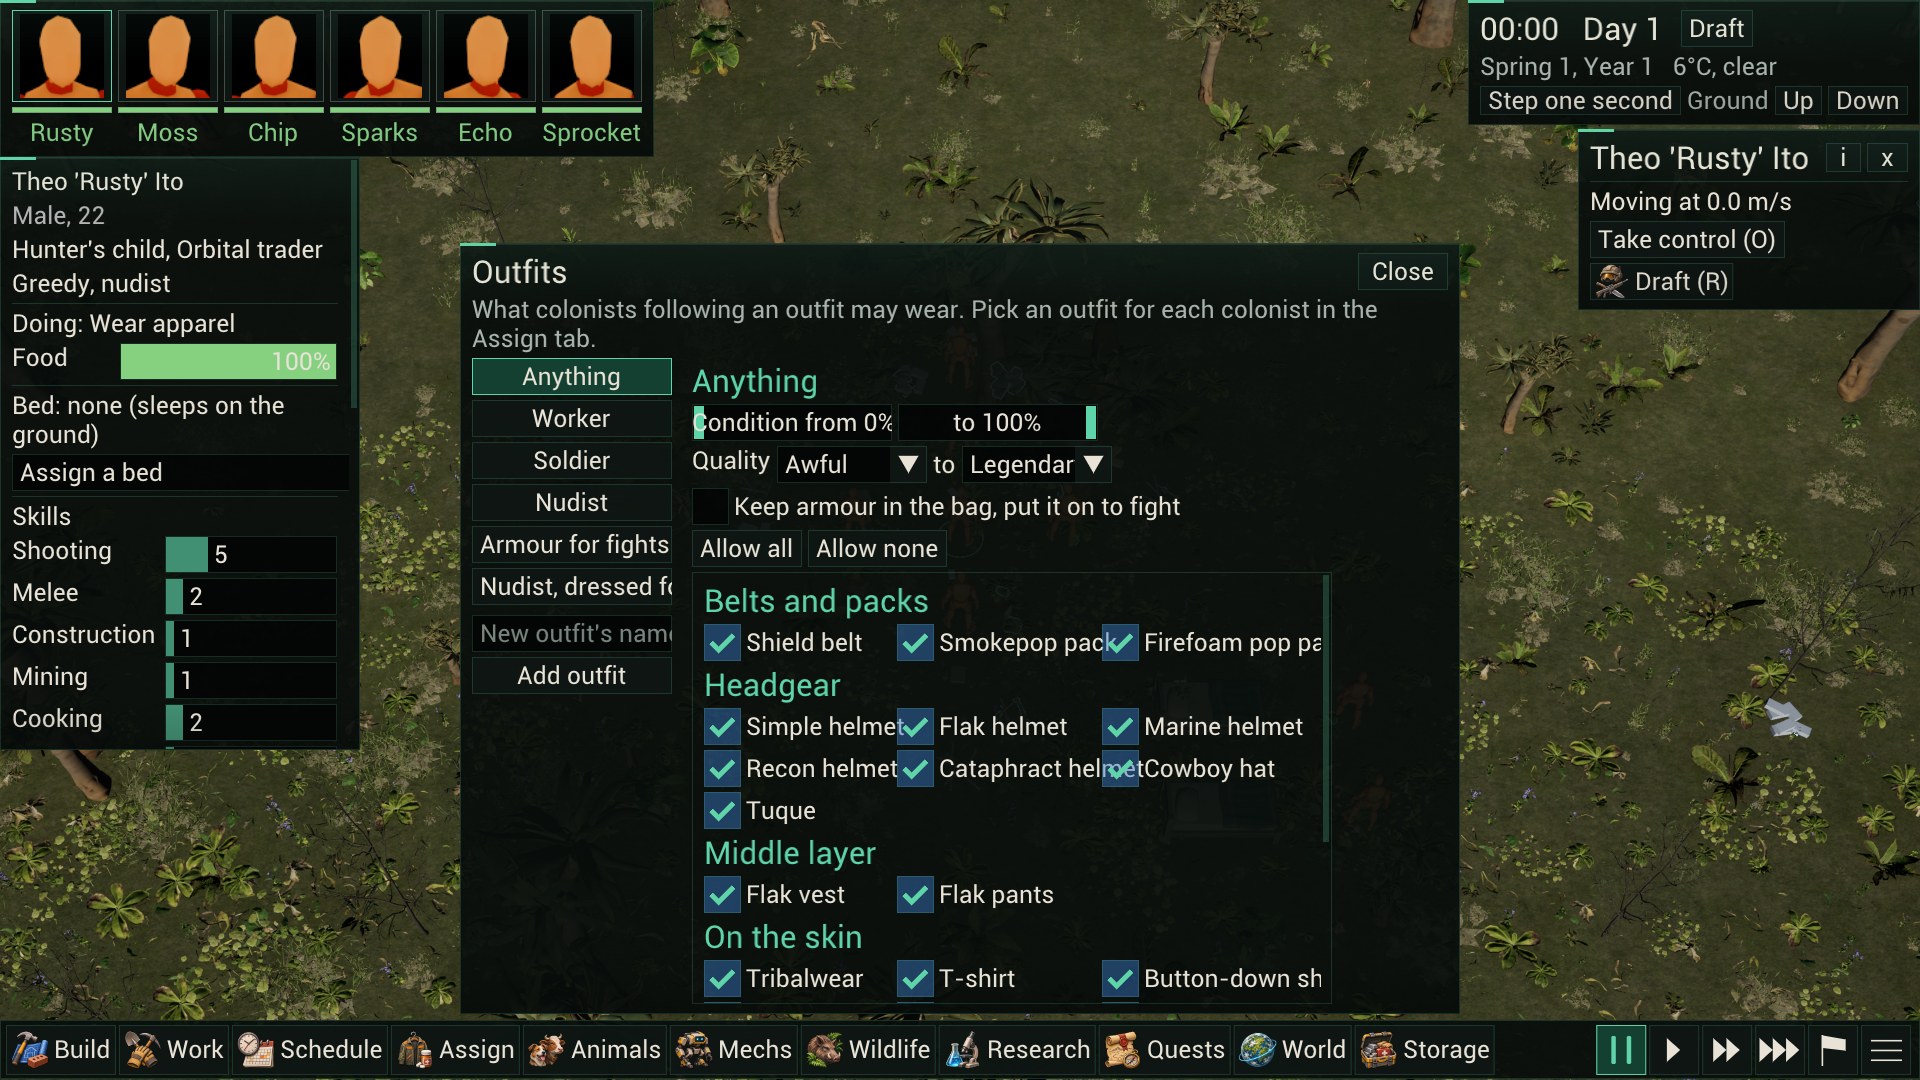 Rusty
Moss
Chip
Sparks
Echo
Sprocket
00:00 Day 1 Draft
Spring 1, Year 1 6°C, clear
Step one second Ground Up Down
Theo 'Rusty' Ito i x
Moving at 0.0 m/s
Take control (O)
Draft (R)
Theo 'Rusty' Ito
Male, 22
Hunter's child, Orbital trader
Greedy, nudist
Doing: Wear apparel
Food 100%
Bed: none (sleeps on the
ground)
Assign a bed
Skills
Shooting 5
Melee 2
Construction 1
Mining 1
Cooking 2
Outfits
Close
What colonists following an outfit may wear. Pick an outfit for each colonist in the
Assign tab.
Anything
Worker
Soldier
Nudist
Armour for fights
Nudist, dressed fo
New outfit's name
Add outfit
Anything
Condition from 0% to 100%
Quality Awful to Legendar
Keep armour in the bag, put it on to fight
Allow all Allow none
Belts and packs
Shield belt Smokepop pack Firefoam pop pa
Headgear
Simple helmet Flak helmet Marine helmet
Recon helmet Cataphract helmet Cowboy hat
Tuque
Middle layer
Flak vest Flak pants
On the skin
Tribalwear T-shirt Button-down sh
Build Work Schedule Assign Animals Mechs Wildlife Research Quests World Storage